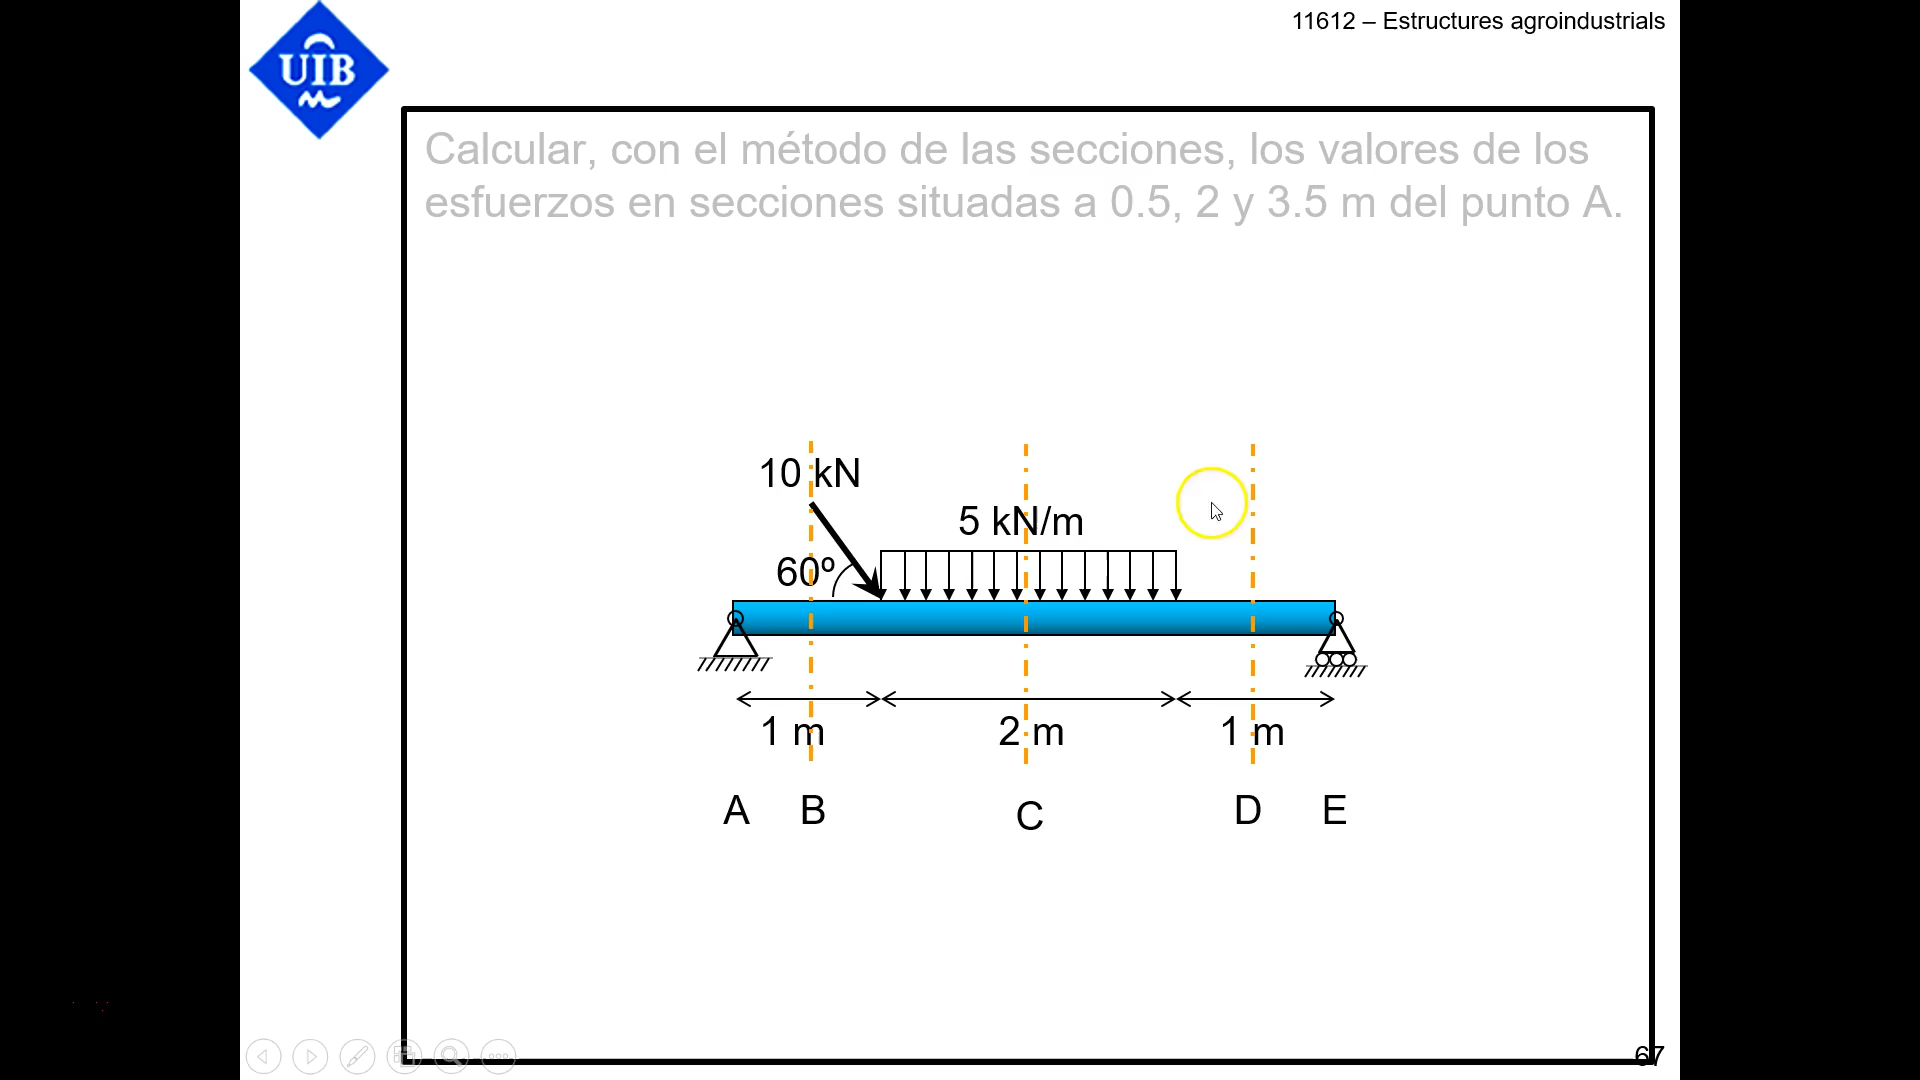 11612 – Estructures agroindustrials
UIB
Calcular, con el método de las secciones, los valores de los
esfuerzos en secciones situadas a 0.5, 2 y 3.5 m del punto A.
10 kN
5 kN/m
60º
1 m
2 m
1 m
A
B
C
D
E
67